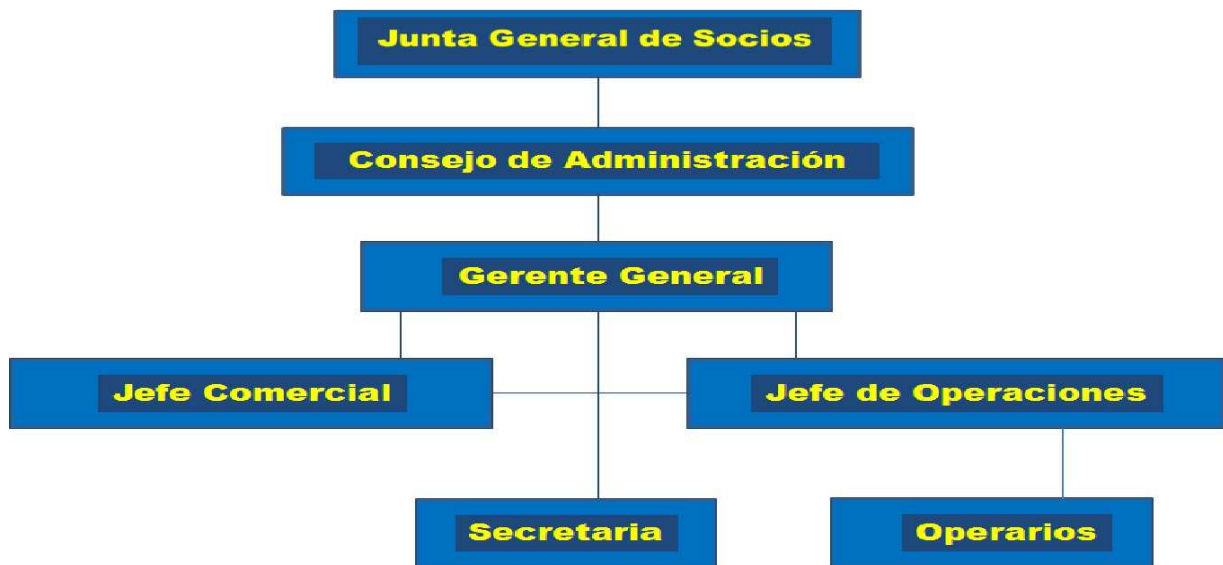 Junta General de Socios
Consejo de Administración
Gerente General
Jefe Comercial
Jefe de Operaciones
Secretaria
Operarios